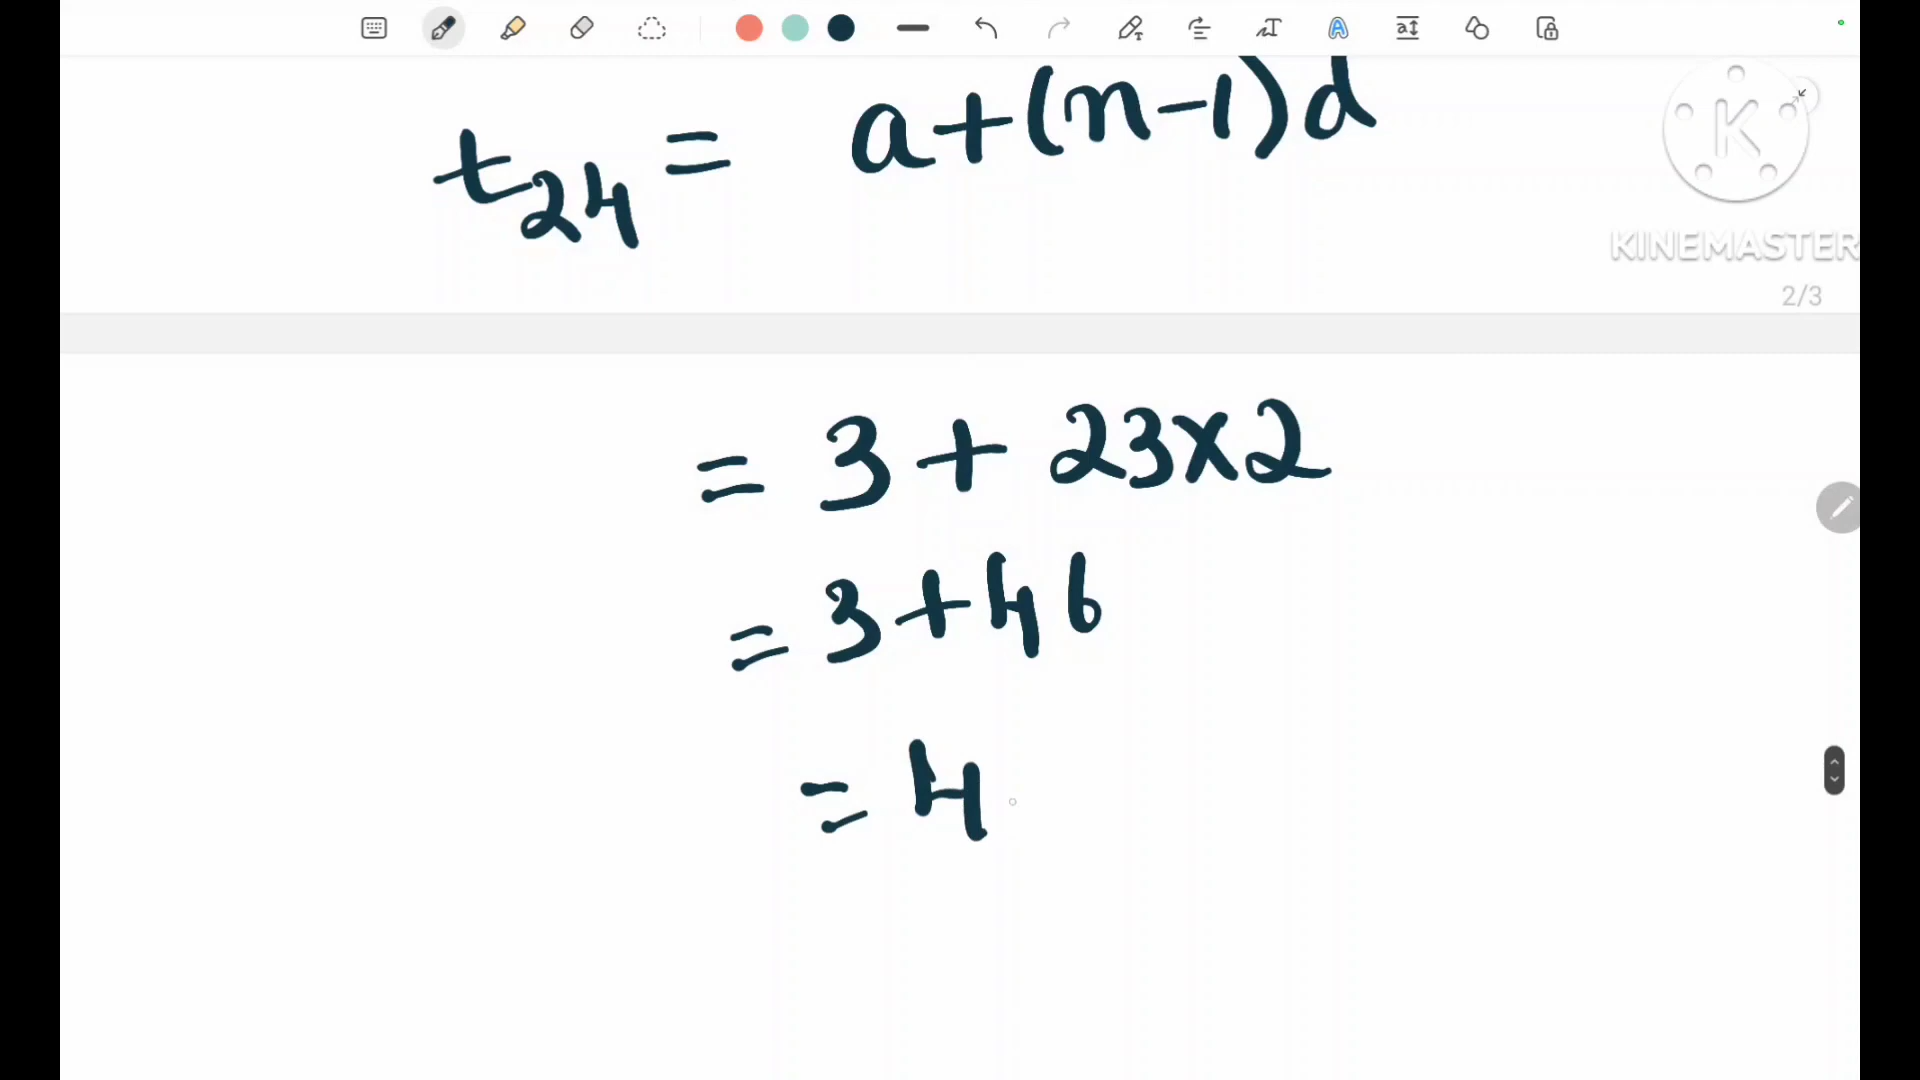 t24 = a+(n-1)d
K
KINEMASTER
2/3
= 3 + 23x2
= 3+46
= 4